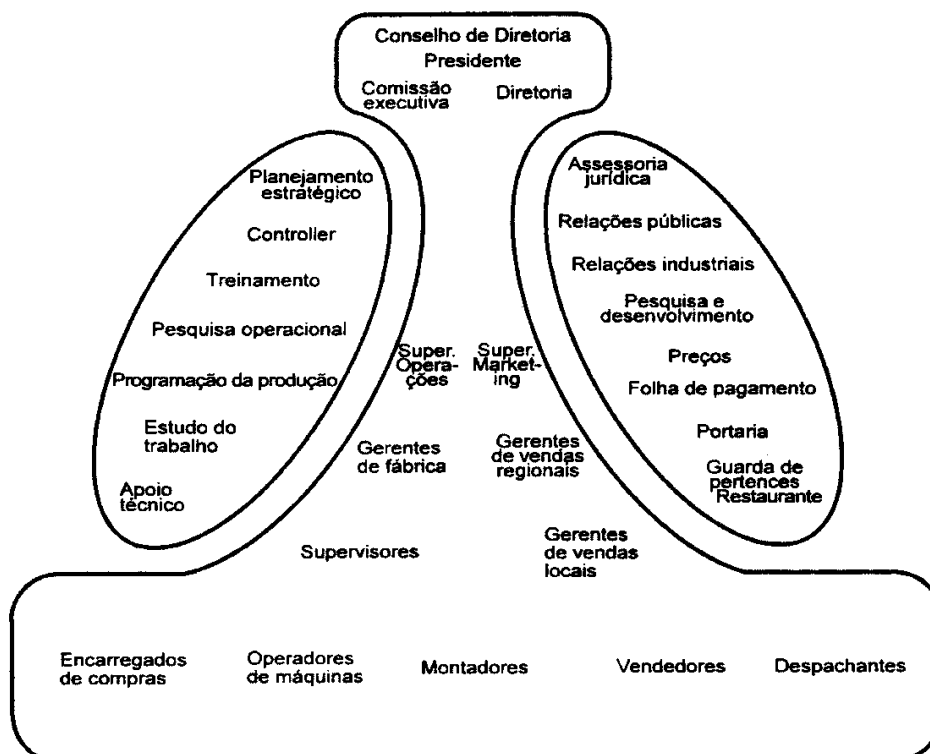 Conselho de Diretoria
Presidente
Comissão
executiva
Diretoria
Planejamento
estratégico
Controller
Treinamento
Pesquisa operacional
Programação da produção
Estudo do
trabalho
Apoio
técnico
Super.
Opera-
ções
Super.
Market-
ing
Gerentes
de fábrica
Gerentes
de vendas
regionais
Supervisores
Gerentes
de vendas
locais
Assessoria
jurídica
Relações públicas
Relações industriais
Pesquisa e
desenvolvimento
Preços
Folha de pagamento
Portaria
Guarda de
pertences
Restaurante
Encarregados
de compras
Operadores
de máquinas
Montadores
Vendedores
Despachantes